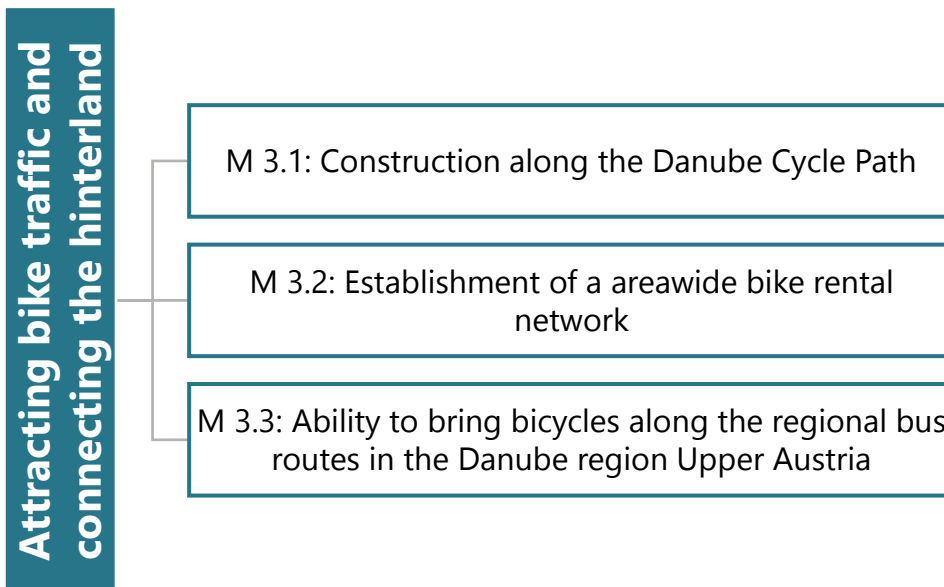 Attracting bike traffic and
connecting the hinterland
M 3.1: Construction along the Danube Cycle Path
M 3.2: Establishment of a areawide bike rental
network
M 3.3: Ability to bring bicycles along the regional bus
routes in the Danube region Upper Austria